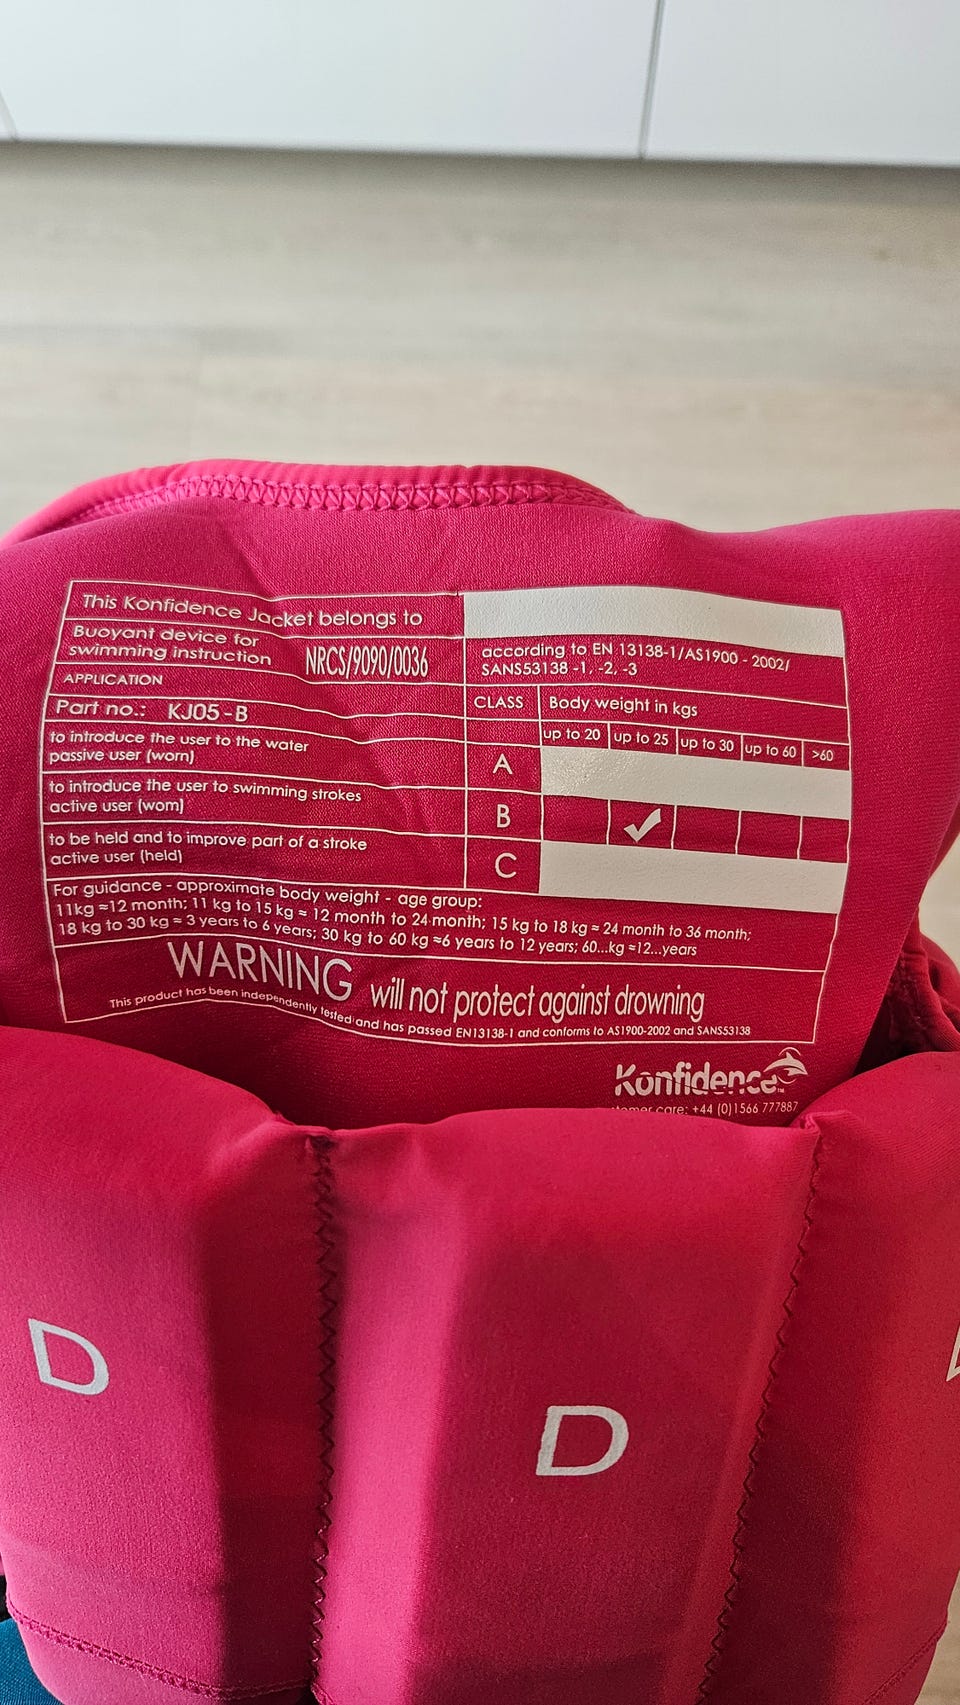 This Konfidence Jacket belongs to
Buoyant device for
swimming instruction
NRCS/9090/0036
according to EN 13138-1/AS1900 - 2002/
SANS53138 -1, -2, -3
APPLICATION
CLASS
Body weight in kgs
Part no.: KJ05-B
up to 20 up to 25 up to 30 up to 60 >60
to introduce the user to the water
passive user (worn)
A
to introduce the user to swimming strokes
active user (wom)
B ✓
to be held and to improve part of a stroke
active user (held)
C
For guidance - approximate body weight - age group:
11kg ≈12 month; 11 kg to 15 kg ≈ 12 month to 24 month; 15 kg to 18 kg ≈ 24 month to 36 month;
18 kg to 30 kg ≈ 3 years to 6 years; 30 kg to 60 kg ≈6 years to 12 years; 60...kg ≈12...years
WARNING will not protect against drowning
This product has been independently tested and has passed EN13138-1 and conforms to AS1900-2002 and SANS53138
Konfidence™
care: +44 (0)1566 777887
D
D